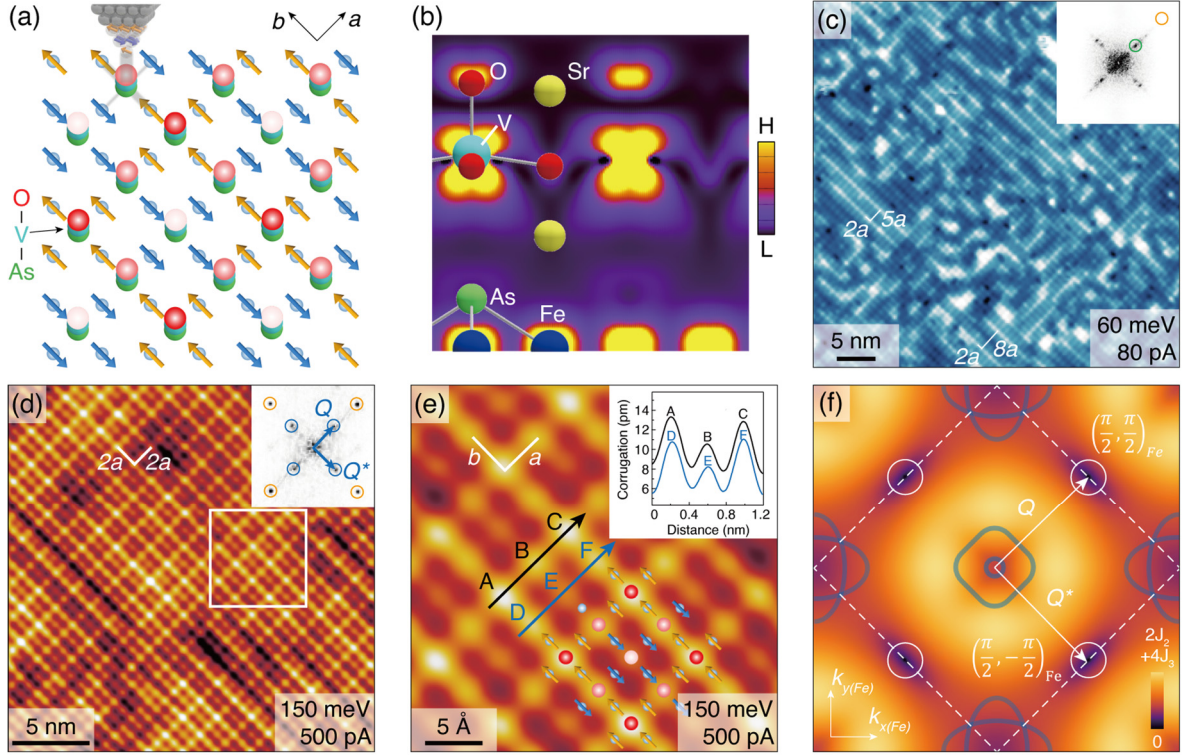 (a)
b
a
O
V
As
(b)
O
Sr
V
As
Fe
H
L
(c)
2a
5a
2a
8a
5 nm
60 meV
80 pA
(d)
2a
2a
Q
Q*
5 nm
150 meV
500 pA
(e)
b
a
A
B
C
D
E
F
Corrugation (pm)
14
12
10
8
6
A
B
C
D
E
E
0
0.4
0.8
1.2
Distance (nm)
5 Å
150 meV
500 pA
(f)
(π/2, π/2)Fe
Q
Q*
(π/2, -π/2)Fe
ky(Fe)
kx(Fe)
2J2
+4J3
0